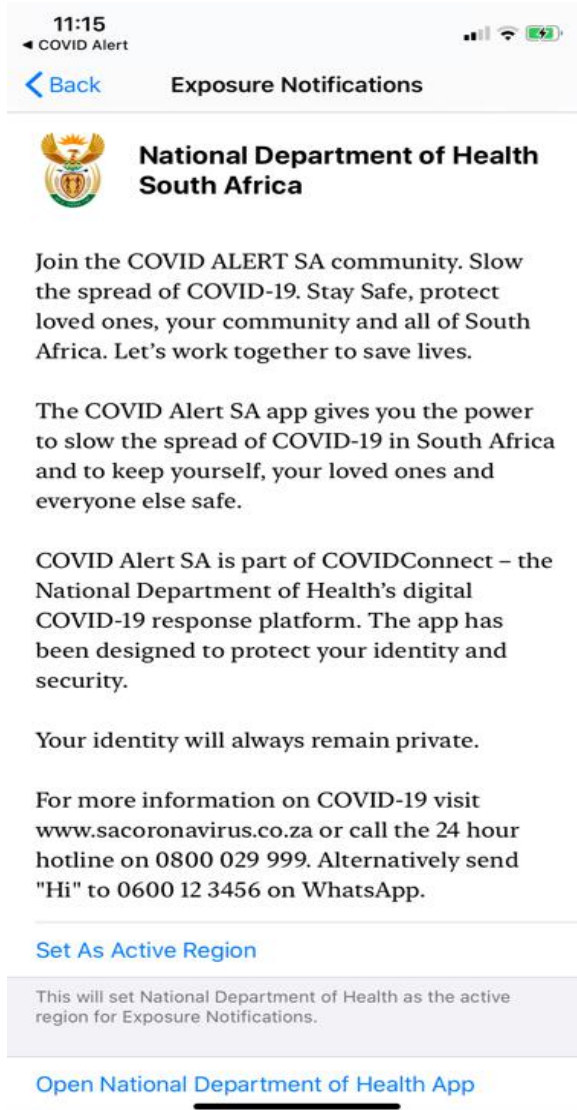 11:15
◀ COVID Alert
Back
Exposure Notifications
National Department of Health
South Africa
Join the COVID ALERT SA community. Slow
the spread of COVID-19. Stay Safe, protect
loved ones, your community and all of South
Africa. Let's work together to save lives.
The COVID Alert SA app gives you the power
to slow the spread of COVID-19 in South Africa
and to keep yourself, your loved ones and
everyone else safe.
COVID Alert SA is part of COVIDConnect – the
National Department of Health's digital
COVID-19 response platform. The app has
been designed to protect your identity and
security.
Your identity will always remain private.
For more information on COVID-19 visit
www.sacoronavirus.co.za or call the 24 hour
hotline on 0800 029 999. Alternatively send
"Hi" to 0600 12 3456 on WhatsApp.
Set As Active Region
This will set National Department of Health as the active
region for Exposure Notifications.
Open National Department of Health App